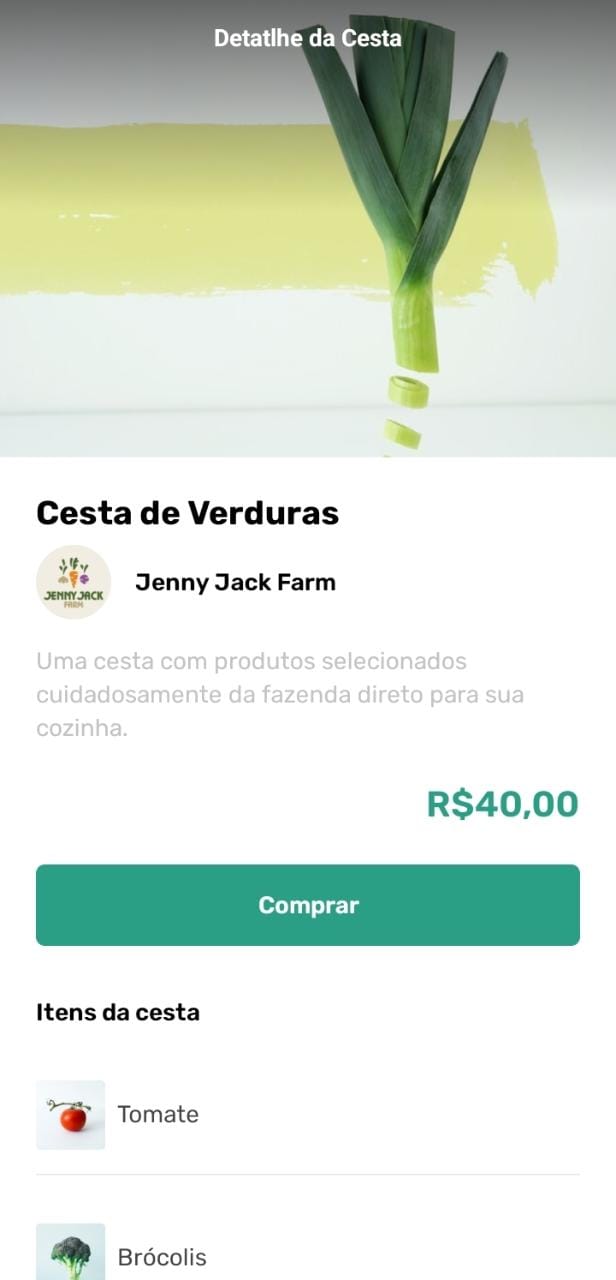 Detatlhe da Cesta
Cesta de Verduras
JENNY JACK
FARM
Jenny Jack Farm
Uma cesta com produtos selecionados
cuidadosamente da fazenda direto para sua
cozinha.
R$40,00
Comprar
Itens da cesta
Tomate
Brócolis